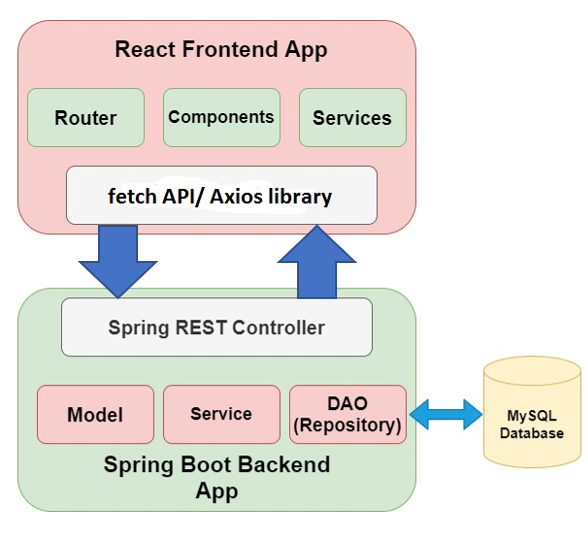 React Frontend App
Router
Components
Services
fetch API/ Axios library
Spring REST Controller
Model
Service
DAO
(Repository)
MySQL
Database
Spring Boot Backend
App